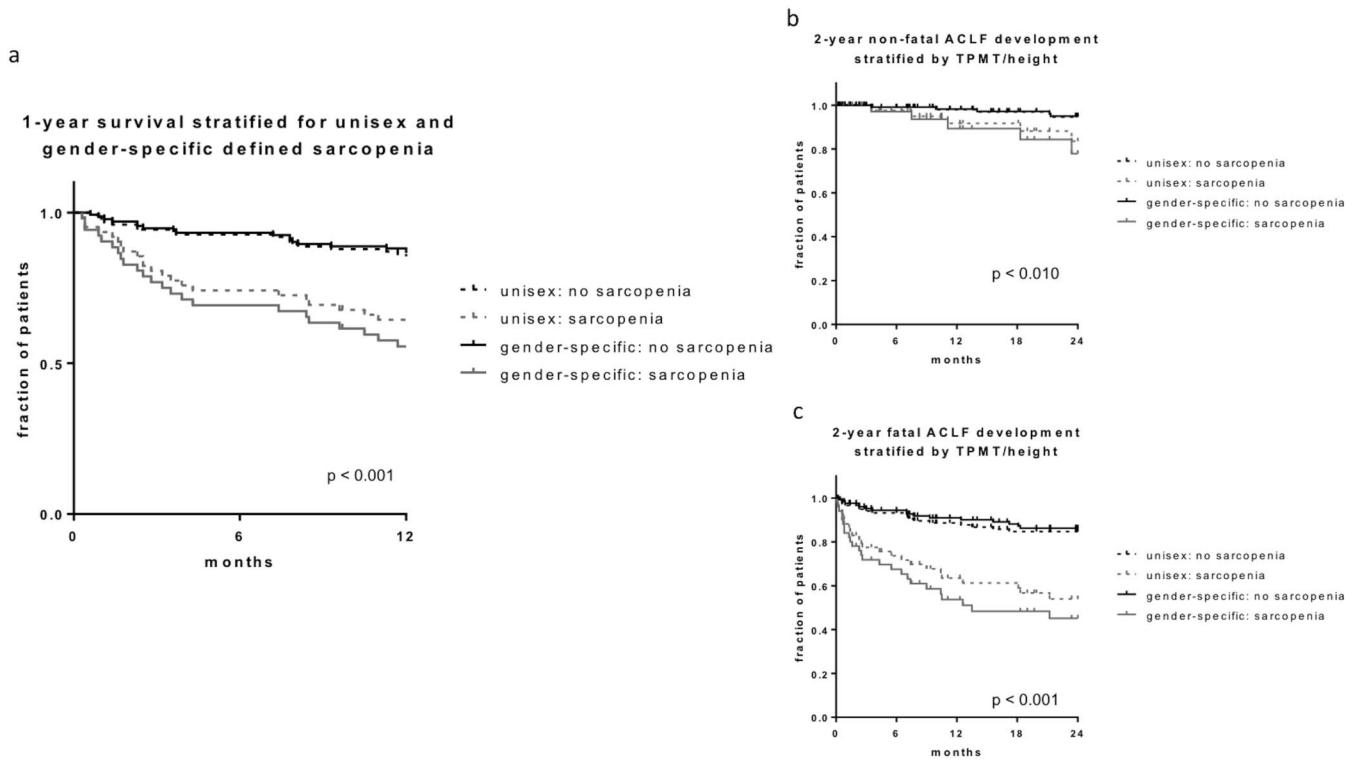 a
1-year survival stratified for unisex and
gender-specific defined sarcopenia
fraction of patients
1.0
0.5
0.0
0
6
12
months
p < 0.001
unisex: no sarcopenia
unisex: sarcopenia
gender-specific: no sarcopenia
gender-specific: sarcopenia
b
2-year non-fatal ACLF development
stratified by TPMT/height
fraction of patients
1.0
0.8
0.6
0.4
0.2
0.0
0
6
12
18
24
months
p < 0.010
unisex: no sarcopenia
unisex: sarcopenia
gender-specific: no sarcopenia
gender-specific: sarcopenia
c
2-year fatal ACLF development
stratified by TPMT/height
fraction of patients
1.0
0.8
0.6
0.4
0.2
0.0
0
6
12
18
24
months
p < 0.001
unisex: no sarcopenia
unisex: sarcopenia
gender-specific: no sarcopenia
gender-specific: sarcopenia